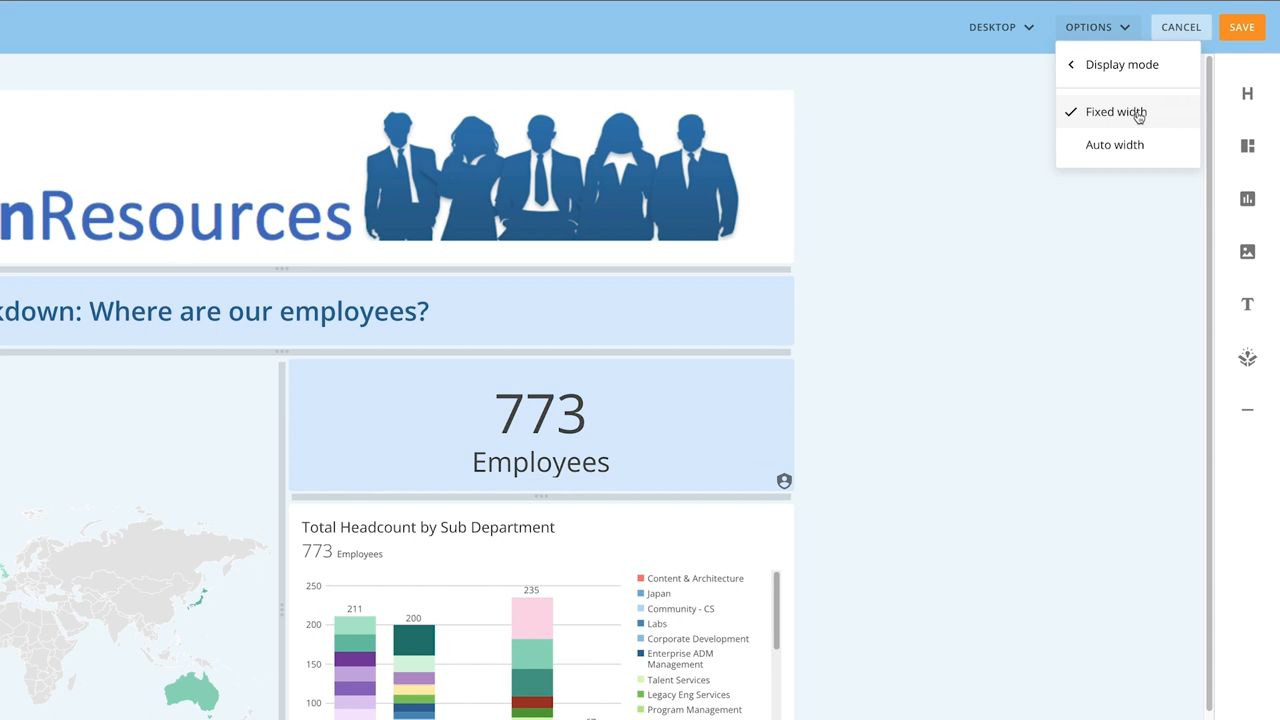 DESKTOP
OPTIONS
CANCEL
SAVE
Display mode
Fixed width
Auto width
H
T
nResources
kdown: Where are our employees?
773
Employees
Total Headcount by Sub Department
773 Employees
250
200
150
100
211
200
235
Content & Architecture
Japan
Community - CS
Labs
Corporate Development
Enterprise ADM
Management
Talent Services
Legacy Eng Services
Program Management